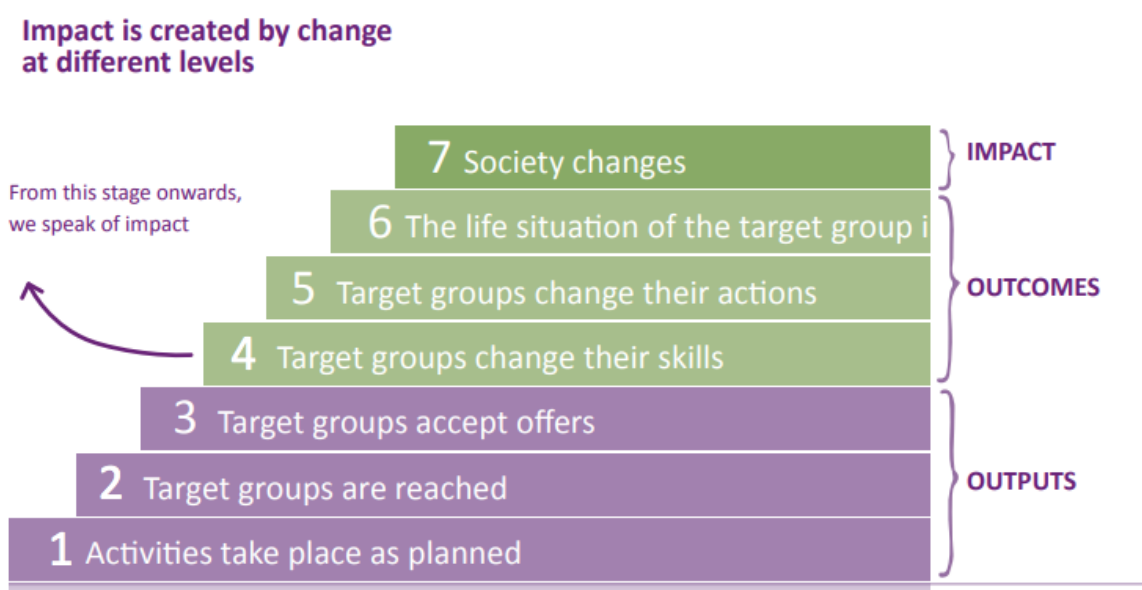 Impact is created by change
at different levels
7 Society changes
IMPACT
From this stage onwards,
we speak of impact
6 The life situation of the target group i
OUTCOMES
5 Target groups change their actions
4 Target groups change their skills
3 Target groups accept offers
OUTPUTS
2 Target groups are reached
1 Activities take place as planned